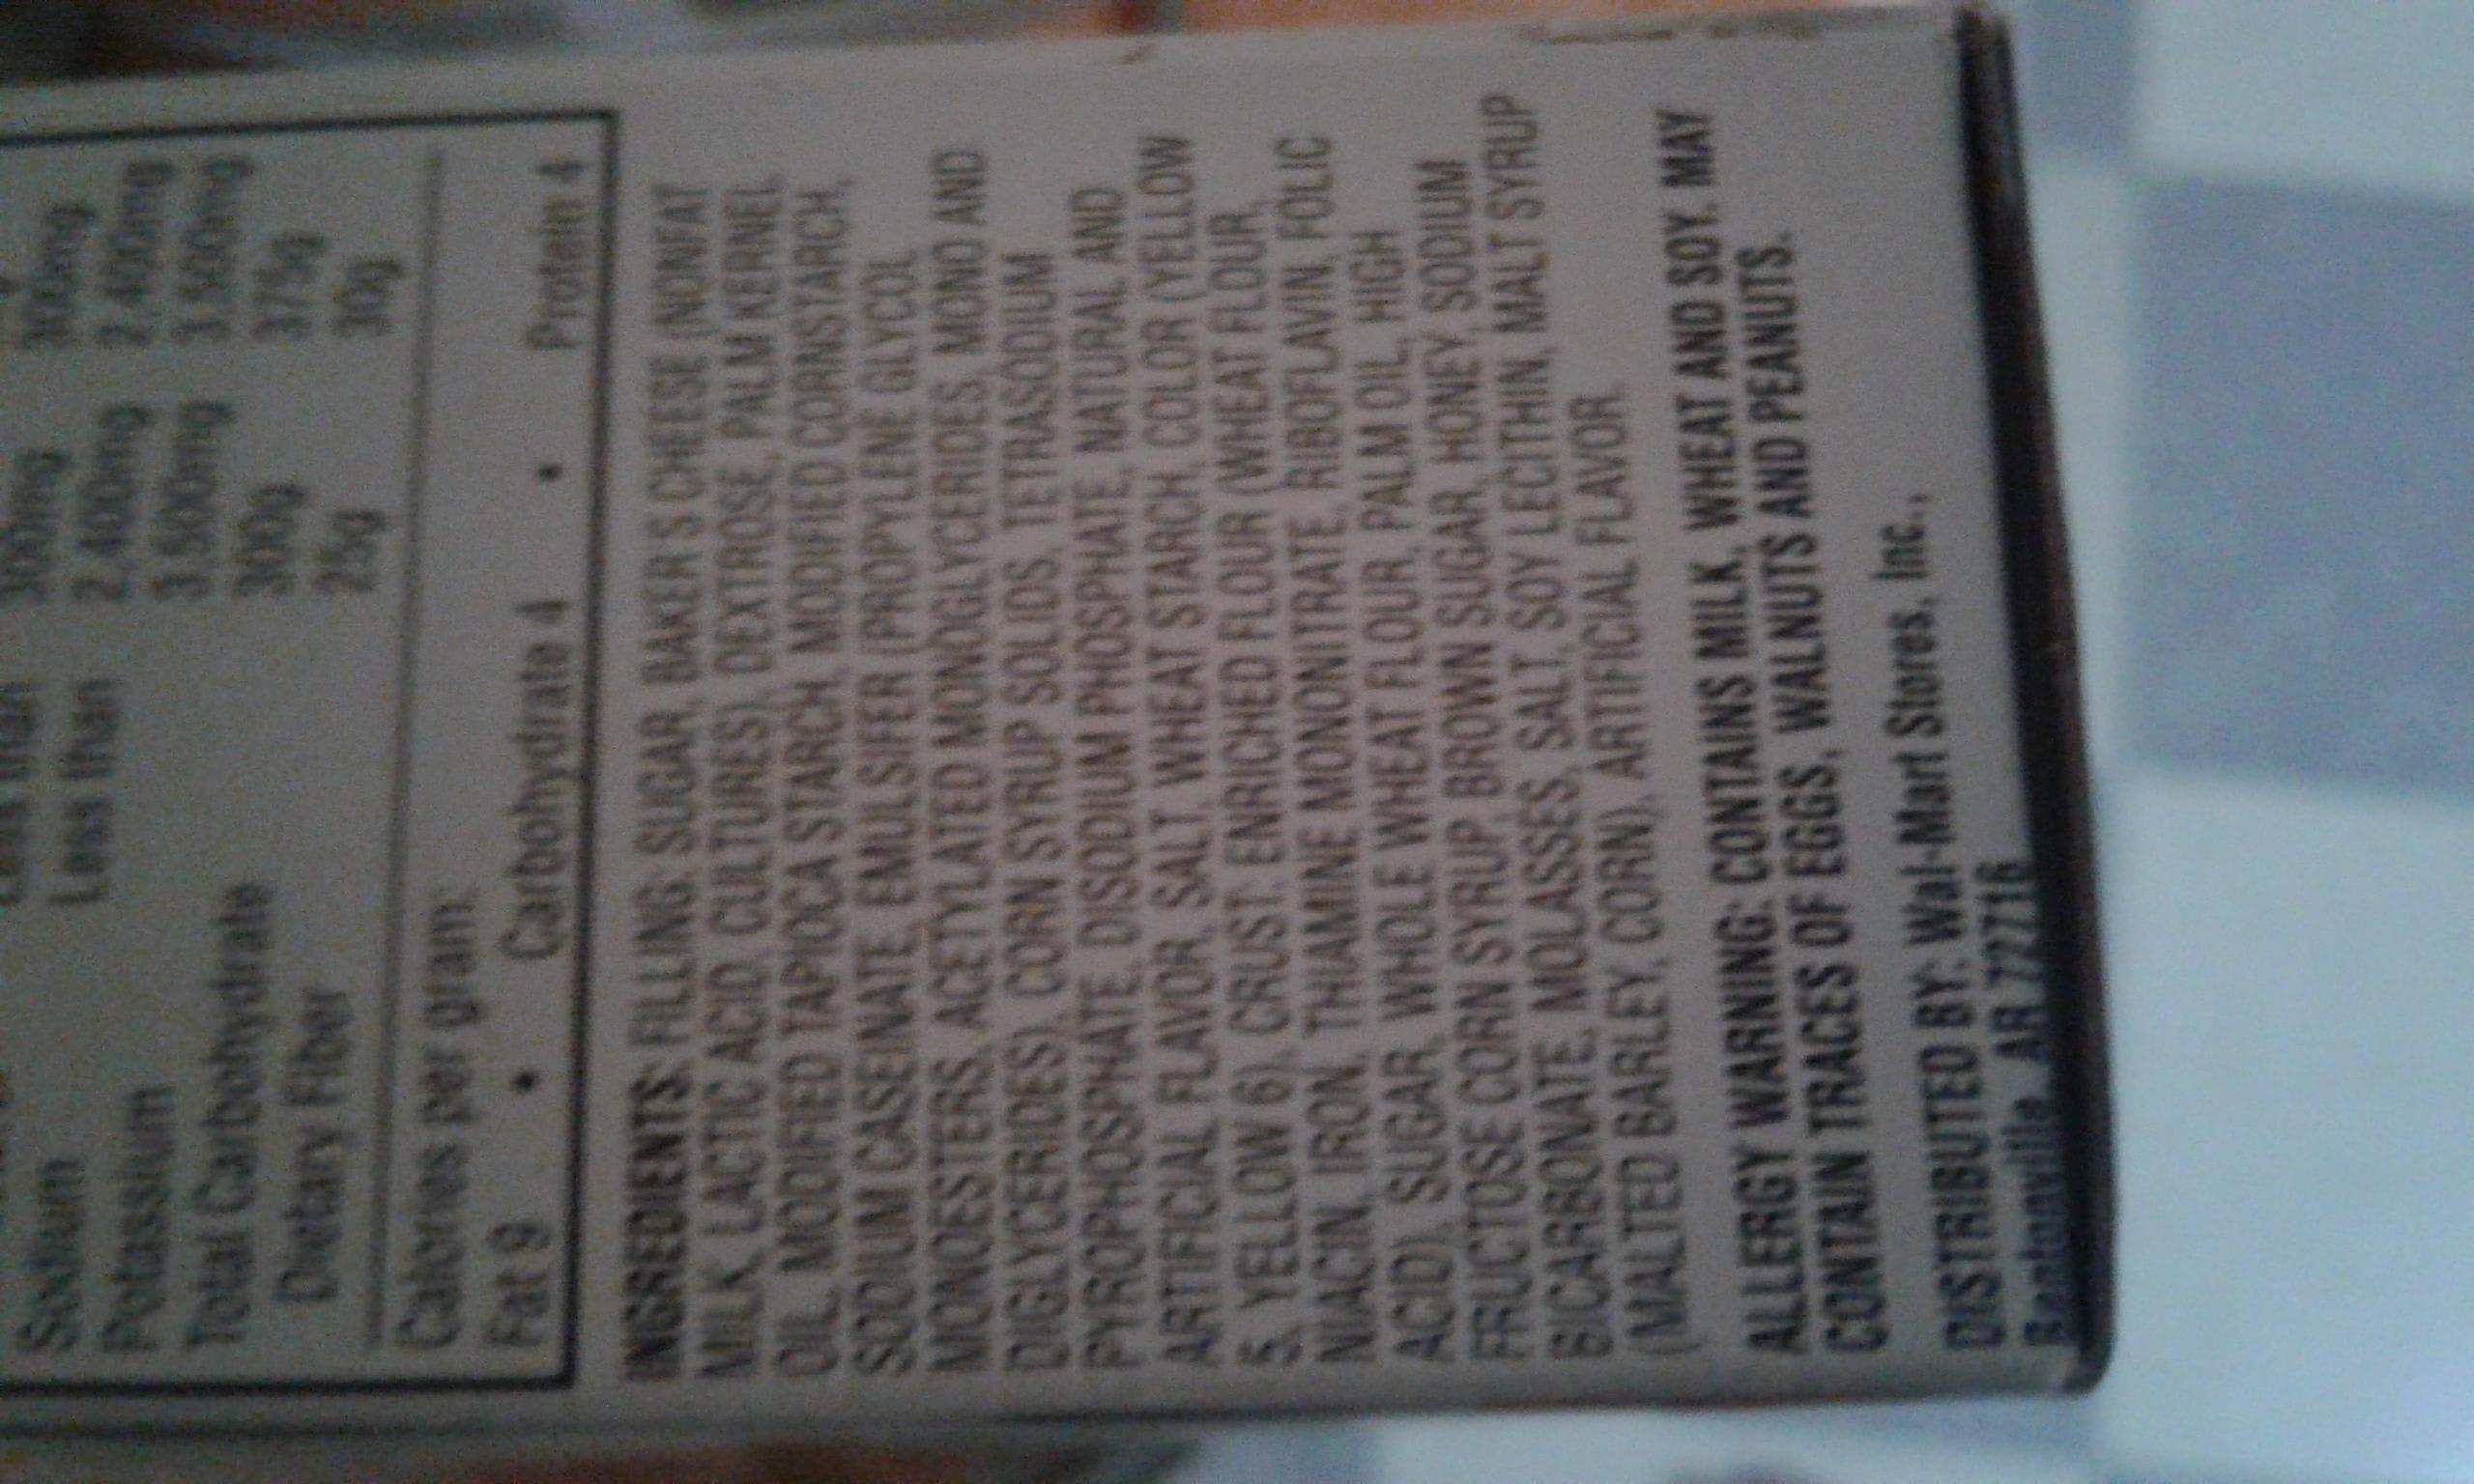 Less than 300mg 300mg
Sodium Less than 2,400mg 2,400mg
Potassium 3,500mg 3,500mg
Total Carbohydrate 300g 375g
Dietary Fiber 25g 30g
Calories per gram:
Fat 9 • Carbohydrate 4 • Protein 4
INGREDIENTS: FILLING: SUGAR, BAKER'S CHEESE (NONFAT
MILK, LACTIC ACID, CULTURES), DEXTROSE, PALM KERNEL
OIL, MODIFIED TAPIOCA STARCH, MODIFIED CORNSTARCH,
SODIUM CASEINATE, EMULSIFER (PROPYLENE GLYCOL
MONOESTERS, ACETYLATED MONOGLYCERIDES, MONO AND
DIGLYCERIDES), CORN SYRUP SOLIDS, TETRASODIUM
PYROPHOSPHATE, DISODIUM PHOSPHATE, NATURAL AND
ARTIFICIAL FLAVOR, SALT, WHEAT STARCH, COLOR (YELLOW
5, YELLOW 6). CRUST: ENRICHED FLOUR (WHEAT FLOUR,
NIACIN, IRON, THIAMINE MONONITRATE, RIBOFLAVIN, FOLIC
ACID), SUGAR, WHOLE WHEAT FLOUR, PALM OIL, HIGH
FRUCTOSE CORN SYRUP, BROWN SUGAR, HONEY, SODIUM
BICARBONATE, MOLASSES, SALT, SOY LECITHIN, MALT SYRUP
(MALTED BARLEY, CORN), ARTIFICIAL FLAVOR.
ALLERGY WARNING: CONTAINS MILK, WHEAT AND SOY. MAY
CONTAIN TRACES OF EGGS, WALNUTS AND PEANUTS.
DISTRIBUTED BY: Wal-Mart Stores, Inc.,
Bentonville, AR 72716